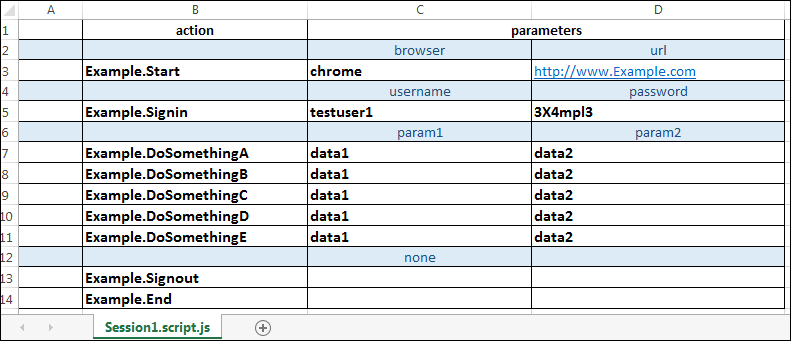 A B C D
1 action parameters
2 browser url
3 Example.Start chrome http://www.Example.com
4 username password
5 Example.Signin testuser1 3X4mpl3
6 param1 param2
7 Example.DoSomethingA data1 data2
8 Example.DoSomethingB data1 data2
9 Example.DoSomethingC data1 data2
10 Example.DoSomethingD data1 data2
11 Example.DoSomethingE data1 data2
12 none
13 Example.Signout
14 Example.End
Session1.script.js